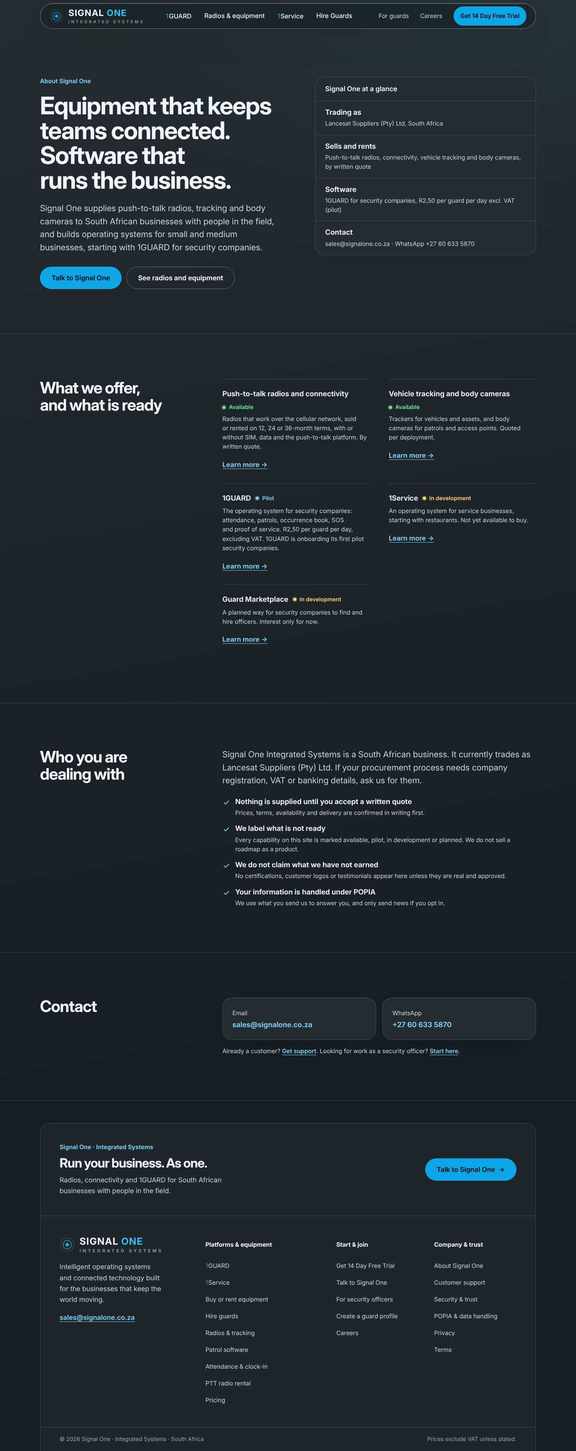 SIGNAL ONE
INTEGRATED SYSTEMS
1GUARD
Radios & equipment
1Service
Hire Guards
For guards
Careers
Get 14 Day Free Trial
About Signal One
Equipment that keeps
teams connected.
Software that
runs the business.
Signal One supplies push-to-talk radios, tracking and body
cameras to South African businesses with people in the field,
and builds operating systems for small and medium
businesses, starting with 1GUARD for security companies.
Talk to Signal One
See radios and equipment
Signal One at a glance
Trading as
Lancesat Suppliers (Pty) Ltd, South Africa
Sells and rents
Push-to-talk radios, connectivity, vehicle tracking and body cameras,
by written quote
Software
1GUARD for security companies, R2,50 per guard per day excl. VAT
(pilot)
Contact
sales@signalone.co.za · WhatsApp +27 60 633 5870
What we offer,
and what is ready
Push-to-talk radios and connectivity
Available
Radios that work over the cellular network, sold
or rented on 12, 24 or 36-month terms, with or
without SIM, data and the push-to-talk platform. By
written quote.
Learn more →
Vehicle tracking and body cameras
Available
Trackers for vehicles and assets, and body
cameras for patrols and access points. Quoted
per deployment.
Learn more →
1GUARD
Pilot
The operating system for security companies:
attendance, patrols, occurrence book, SOS
and proof of service. R2,50 per guard per day,
excluding VAT. 1GUARD is onboarding its first pilot
security companies.
Learn more →
1Service
In development
An operating system for service businesses,
starting with restaurants. Not yet available to buy.
Learn more →
Guard Marketplace
In development
A planned way for security companies to find and
hire officers. Interest only for now.
Learn more →
Who you are
dealing with
Signal One Integrated Systems is a South African business. It currently trades as
Lancesat Suppliers (Pty) Ltd. If your procurement process needs company
registration, VAT or banking details, ask us for them.
Nothing is supplied until you accept a written quote
Prices, terms, availability and delivery are confirmed in writing first.
We label what is not ready
Every capability on this site is marked available, pilot, in development or planned. We do not sell a
roadmap as a product.
We do not claim what we have not earned
No certifications, customer logos or testimonials appear here unless they are real and approved.
Your information is handled under POPIA
We use what you send us to answer you, and only send news if you opt in.
Contact
Email
sales@signalone.co.za
WhatsApp
+27 60 633 5870
Already a customer? Get support. Looking for work as a security officer? Start here.
Signal One · Integrated Systems
Run your business. As one.
Radios, connectivity and 1GUARD for South African
businesses with people in the field.
Talk to Signal One →
SIGNAL ONE
INTEGRATED SYSTEMS
Intelligent operating systems
and connected technology built
for the businesses that keep the
world moving.
sales@signalone.co.za
Platforms & equipment
1GUARD
1Service
Buy or rent equipment
Hire guards
Radios & tracking
Patrol software
Attendance & clock-in
PTT radio rental
Pricing
Start & join
Get 14 Day Free Trial
Talk to Signal One
For security officers
Create a guard profile
Careers
Company & trust
About Signal One
Customer support
Security & trust
POPIA & data handling
Privacy
Terms
© 2026 Signal One · Integrated Systems · South Africa
Prices exclude VAT unless stated.